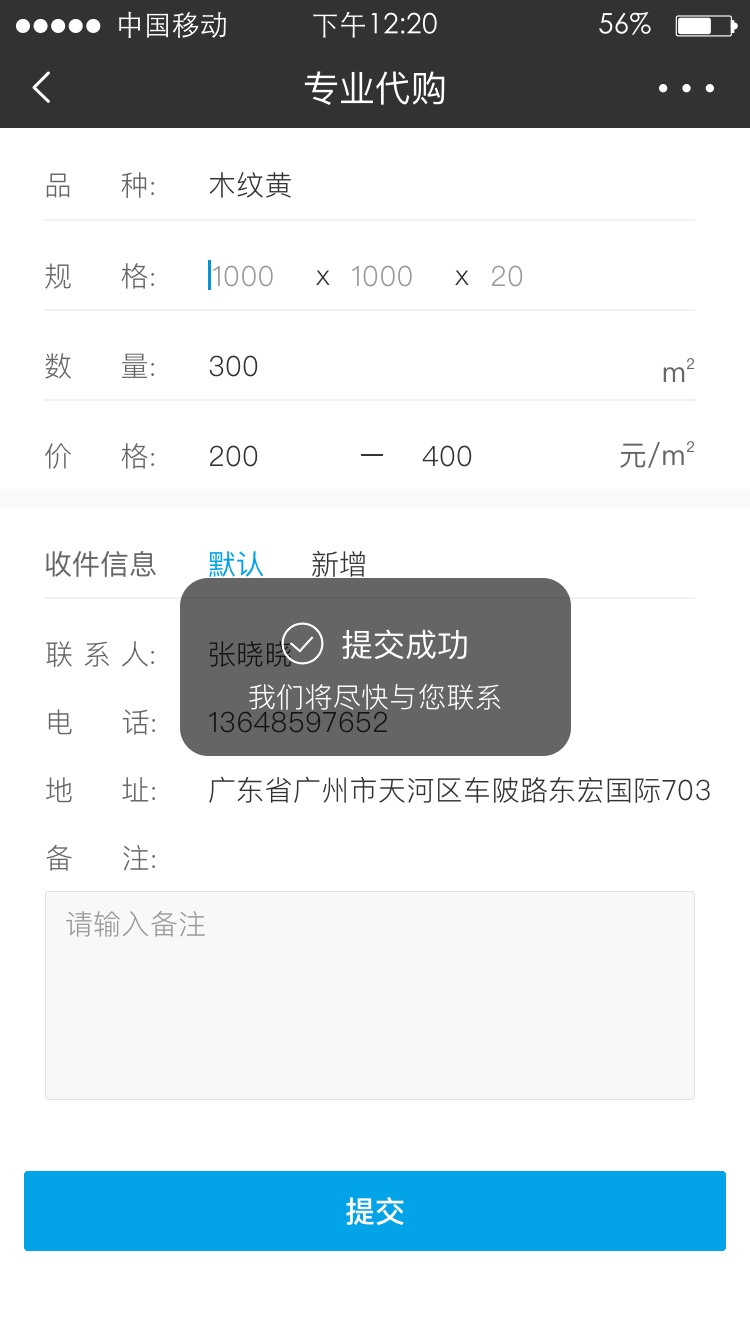 中国移动 下午12:20 56%
专业代购
品 种: 木纹黄
规 格: 1000 x 1000 x 20
数 量: 300 m²
价 格: 200 — 400 元/m²
收件信息 默认 新增
提交成功
联 系 人: 张晓晓
我们将尽快与您联系
电 话: 13648597652
地 址: 广东省广州市天河区车陂路东宏国际703
备 注:
请输入备注
提交